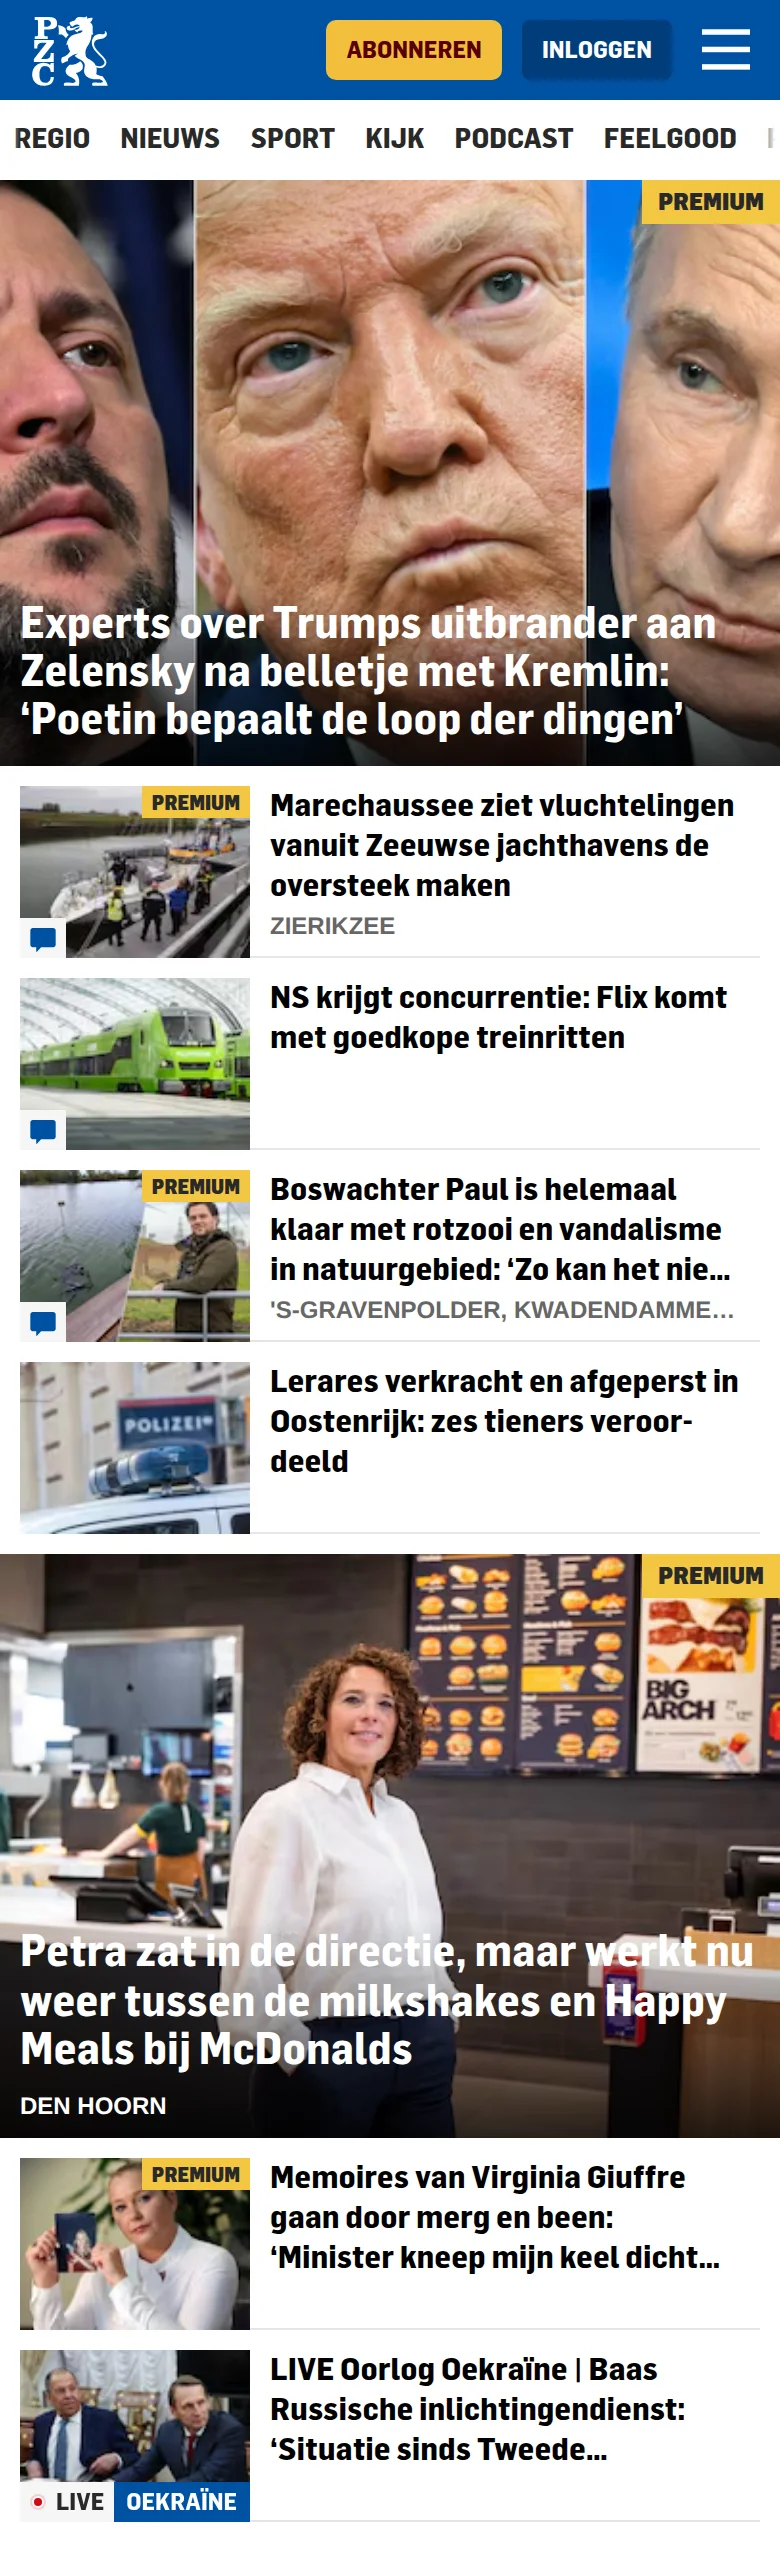 PZC
ABONNEREN
INLOGGEN
REGIO NIEUWS SPORT KIJK PODCAST FEELGOOD
PREMIUM
Experts over Trumps uitbrander aan
Zelensky na belletje met Kremlin:
‘Poetin bepaalt de loop der dingen’
PREMIUM
Marechaussee ziet vluchtelingen
vanuit Zeeuwse jachthavens de
oversteek maken
ZIERIKZEE
NS krijgt concurrentie: Flix komt
met goedkope treinritten
PREMIUM
Boswachter Paul is helemaal
klaar met rotzooi en vandalisme
in natuurgebied: ‘Zo kan het nie...
'S-GRAVENPOLDER, KWADENDAMME...
POLIZEI
Lerares verkracht en afgeperst in
Oostenrijk: zes tieners veroor-
deeld
PREMIUM
BIG
ARCH
Petra zat in de directie, maar werkt nu
weer tussen de milkshakes en Happy
Meals bij McDonalds
DEN HOORN
PREMIUM
Memoires van Virginia Giuffre
gaan door merg en been:
‘Minister kneep mijn keel dicht...
LIVE Oorlog Oekraïne | Baas
Russische inlichtingendienst:
‘Situatie sinds Tweede...
LIVE OEKRAÏNE